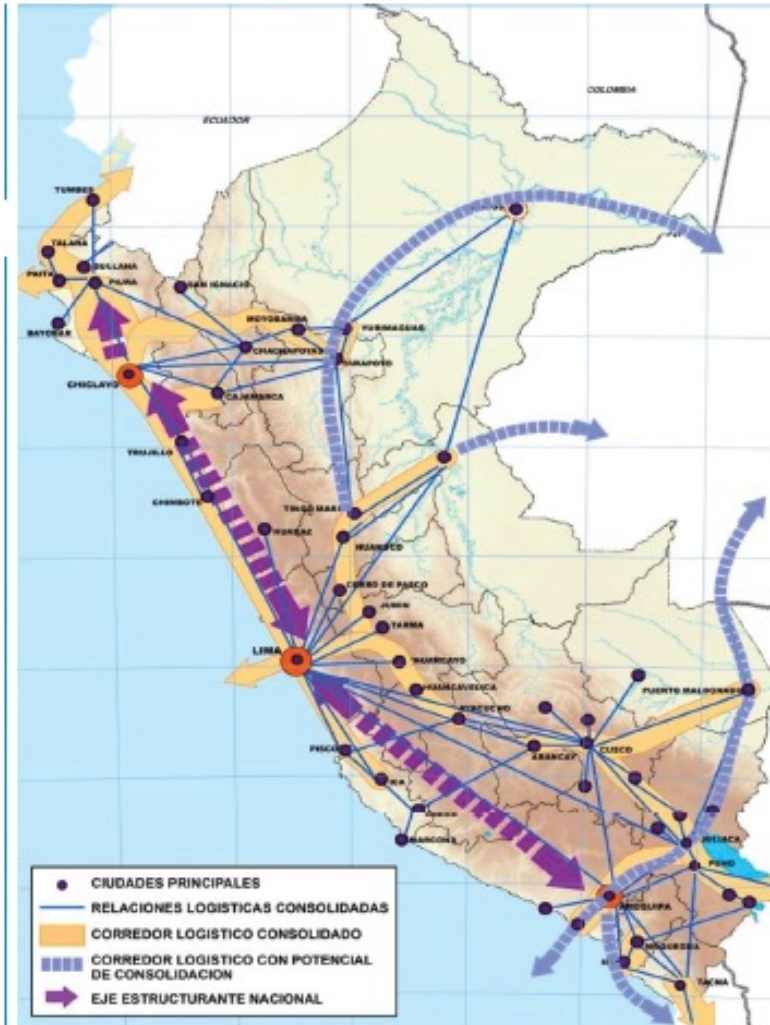 COLOMBIA
ECUADOR
TUMBES
TALARA
SULLANA
PAITA
PIURA
SAN IGNACIO
BAYOBAR
MOYOBAMBA
YURIMAGUAS
CHACHAPOYAS
TARAPOTO
CHICLAYO
CAJAMARCA
TRUJILLO
CHIMBOTE
TINGO MARI
HUARAZ
HUANUCO
CERRO DE PASCO
JUNIN
TARMA
LIMA
HUANCAYO
HUANCAVELICA
PUERTO MALDONADO
AYACUCHO
CUSCO
PISCO
ABANCAY
ICA
MARCONA
JULIACA
PUNO
AREQUIPA
MOQUEGUA
TACNA
CIUDADES PRINCIPALES
RELACIONES LOGISTICAS CONSOLIDADAS
CORREDOR LOGISTICO CONSOLIDADO
CORREDOR LOGISTICO CON POTENCIAL
DE CONSOLIDACION
EJE ESTRUCTURANTE NACIONAL